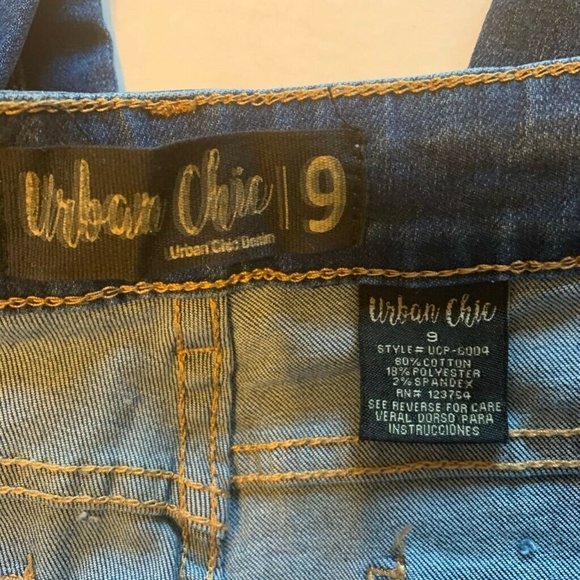 Urban Chic | 9
Urban Chic Denim
Urban Chic
9
STYLE# UCP-6004
80% COTTON
18% POLYESTER
2% SPANDEX
RN# 123754
SEE REVERSE FOR CARE
VERAL DORSO PARA
INSTRUCCIONES